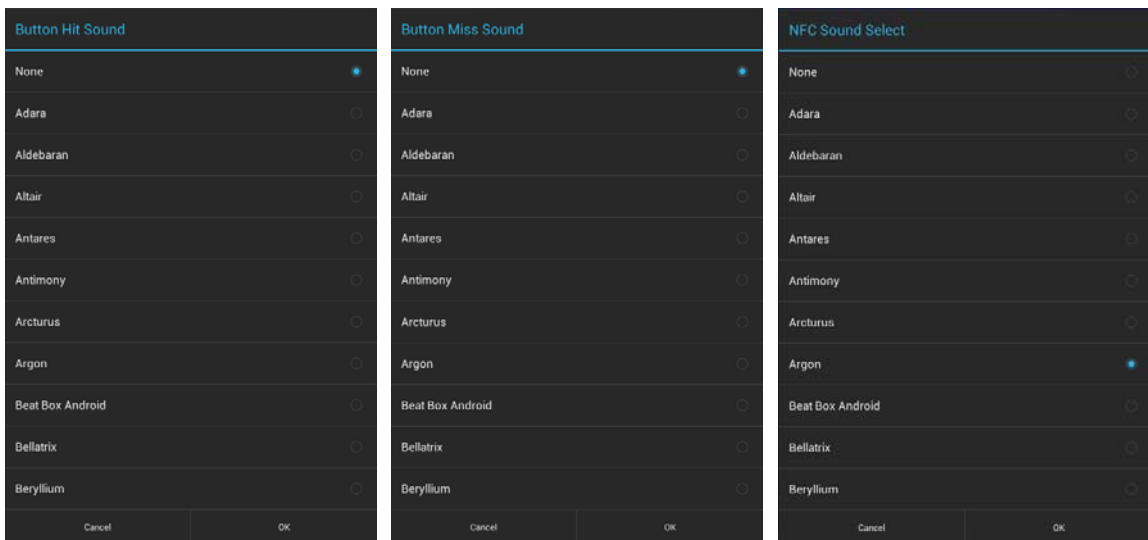 Button Hit Sound
None
Adara
Aldebaran
Altair
Antares
Antimony
Arcturus
Argon
Beat Box Android
Bellatrix
Beryllium
Cancel OK
Button Miss Sound
None
Adara
Aldebaran
Altair
Antares
Antimony
Arcturus
Argon
Beat Box Android
Bellatrix
Beryllium
Cancel OK
NFC Sound Select
None
Adara
Aldebaran
Altair
Antares
Antimony
Arcturus
Argon
Beat Box Android
Bellatrix
Beryllium
Cancel OK